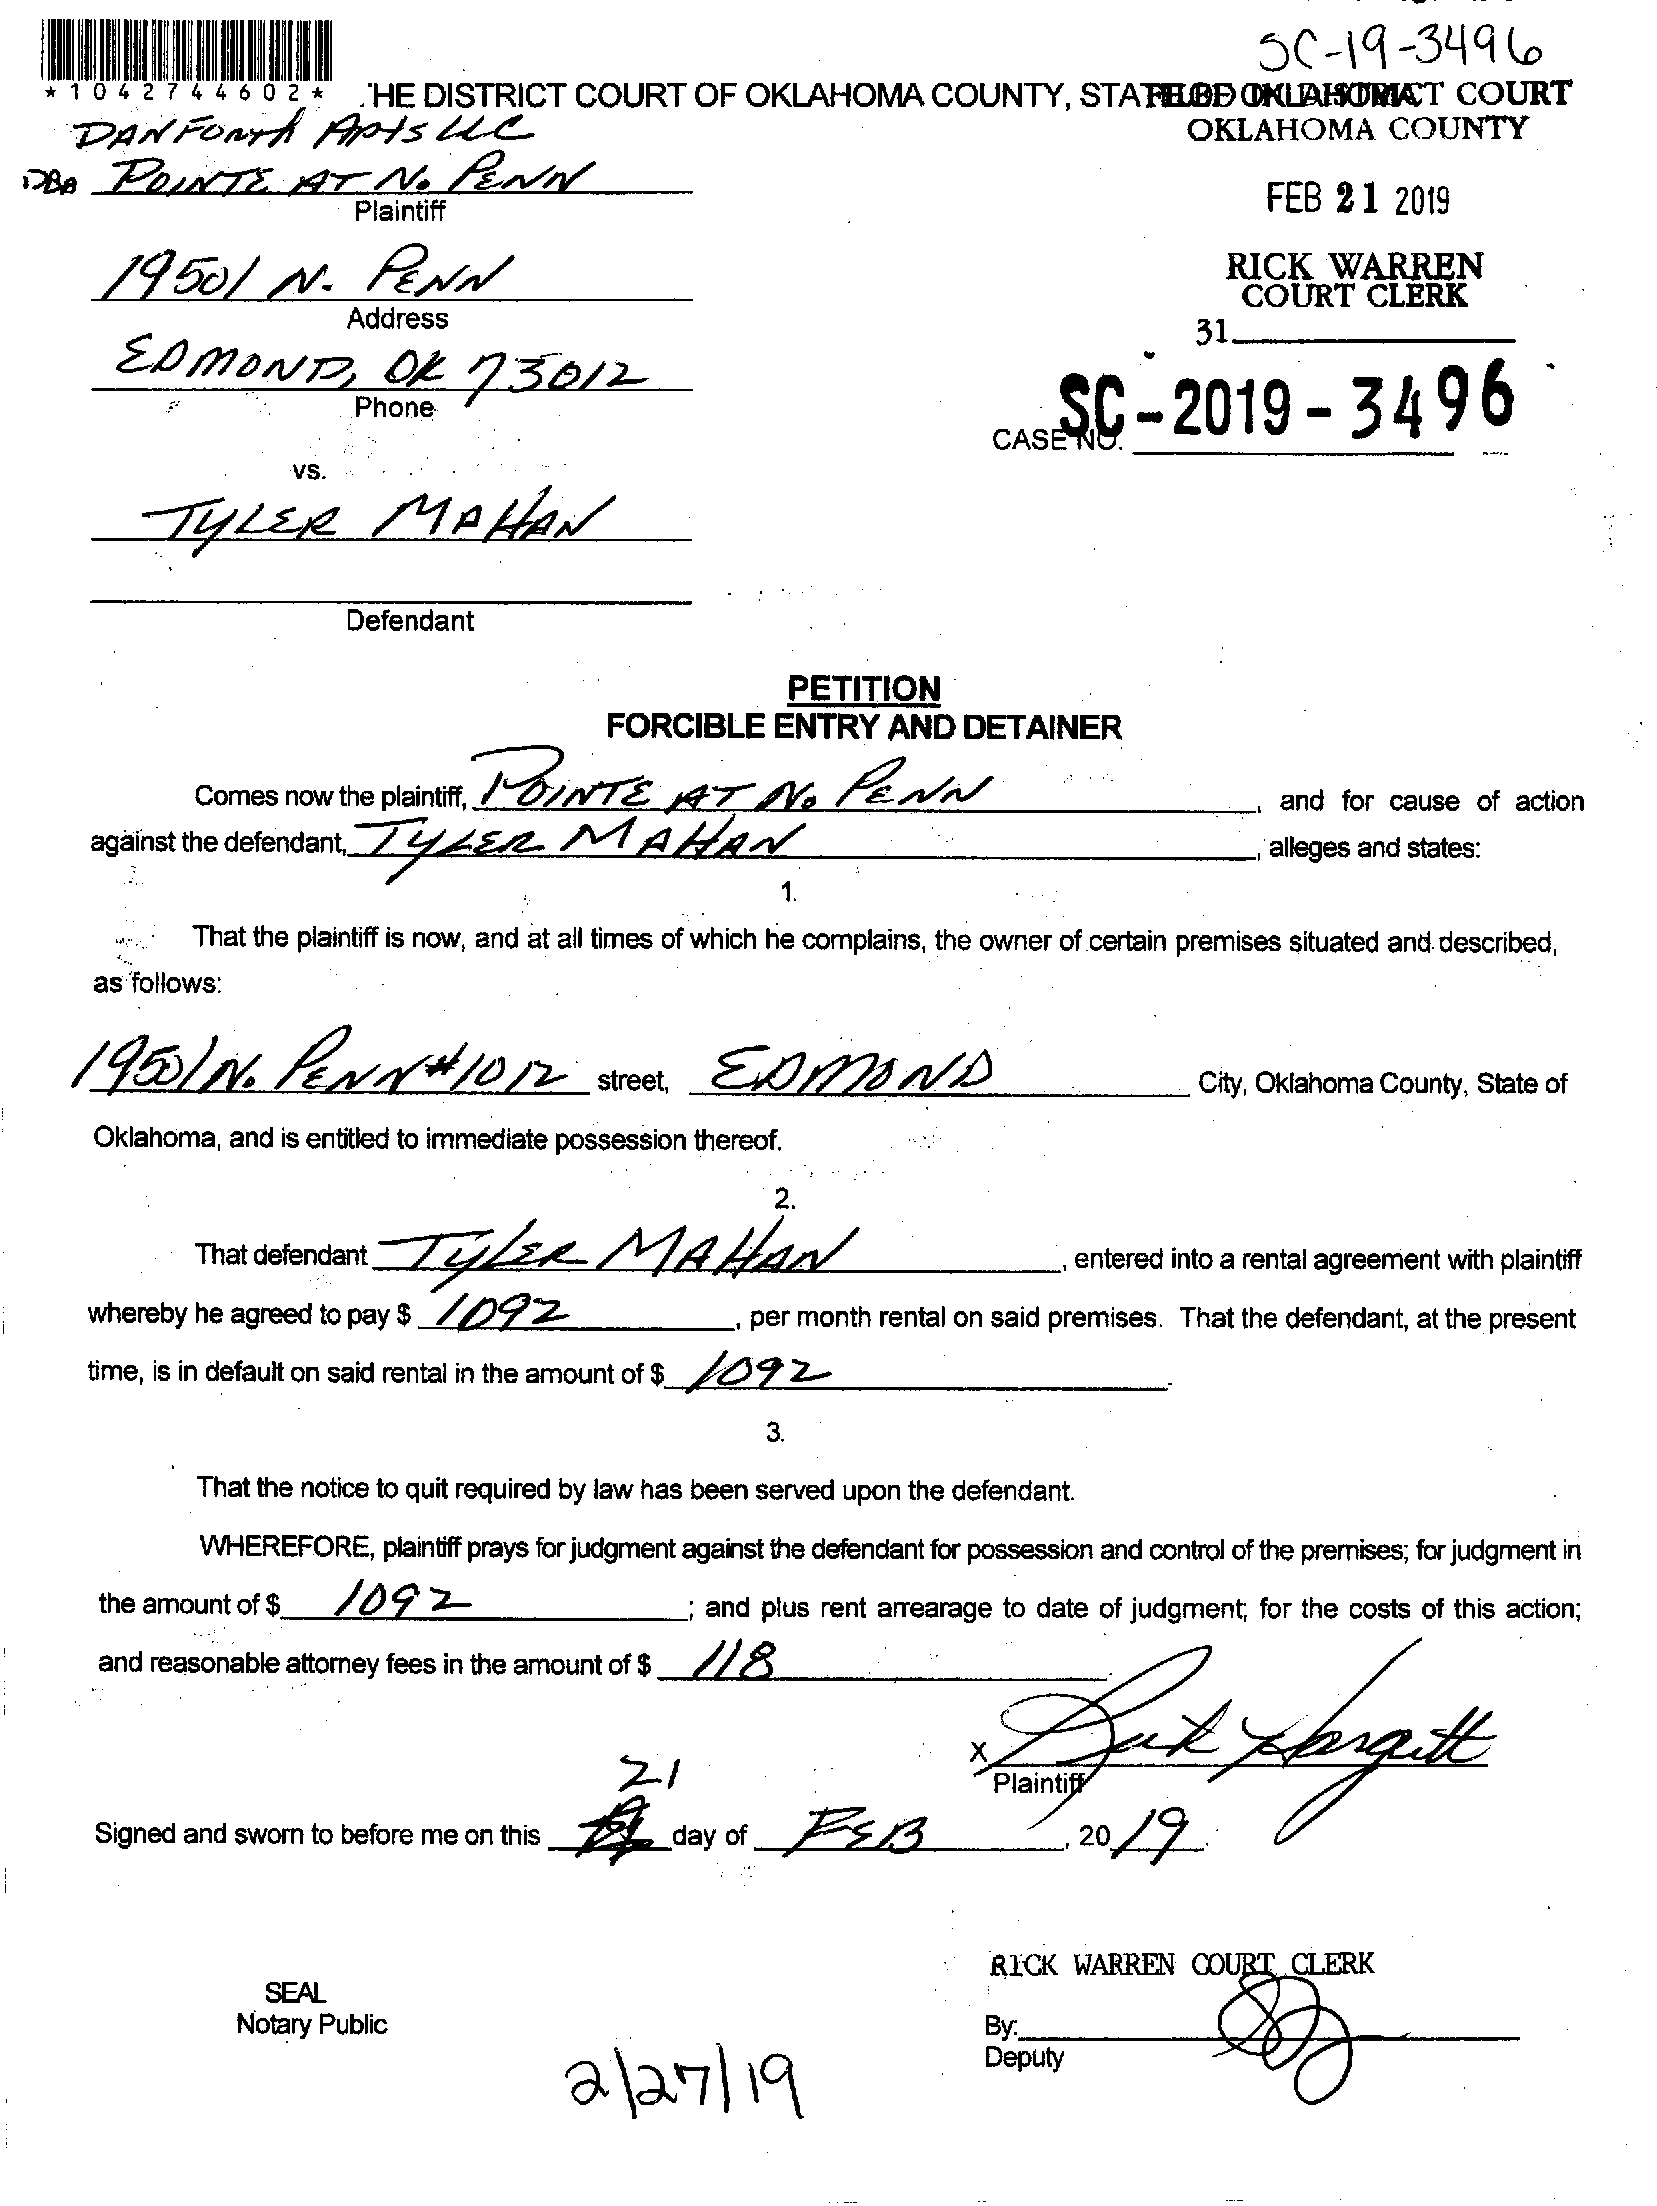 SC-19-3496
*1042744602*
THE DISTRICT COURT OF OKLAHOMA COUNTY, STATE OF OKLAHOMA
FILED IN DISTRICT COURT
OKLAHOMA COUNTY
DANFORTH APTS LLC
DBA POINTE AT N. PENN
Plaintiff
FEB 21 2019
19501 N. PENN
Address
RICK WARREN
COURT CLERK
31
EDMOND, OK 73012
Phone
CASE NO. SC-2019-3496
vs.
TYLER MAHAN
Defendant
PETITION
FORCIBLE ENTRY AND DETAINER
Comes now the plaintiff, POINTE AT N. PENN, and for cause of action
against the defendant, TYLER MAHAN, alleges and states:
1.
That the plaintiff is now, and at all times of which he complains, the owner of certain premises situated and described,
as follows:
19501 N. PENN #1012 street, EDMOND City, Oklahoma County, State of
Oklahoma, and is entitled to immediate possession thereof.
2.
That defendant TYLER MAHAN, entered into a rental agreement with plaintiff
whereby he agreed to pay $ 1092, per month rental on said premises. That the defendant, at the present
time, is in default on said rental in the amount of $ 1092.
3.
That the notice to quit required by law has been served upon the defendant.
WHEREFORE, plaintiff prays for judgment against the defendant for possession and control of the premises; for judgment in
the amount of $ 1092; and plus rent arrearage to date of judgment; for the costs of this action;
and reasonable attorney fees in the amount of $ 118
X
Plaintiff
21
Signed and sworn to before me on this day of FEB, 2019.
RICK WARREN COURT CLERK
SEAL
Notary Public
By:
Deputy
2/27/19